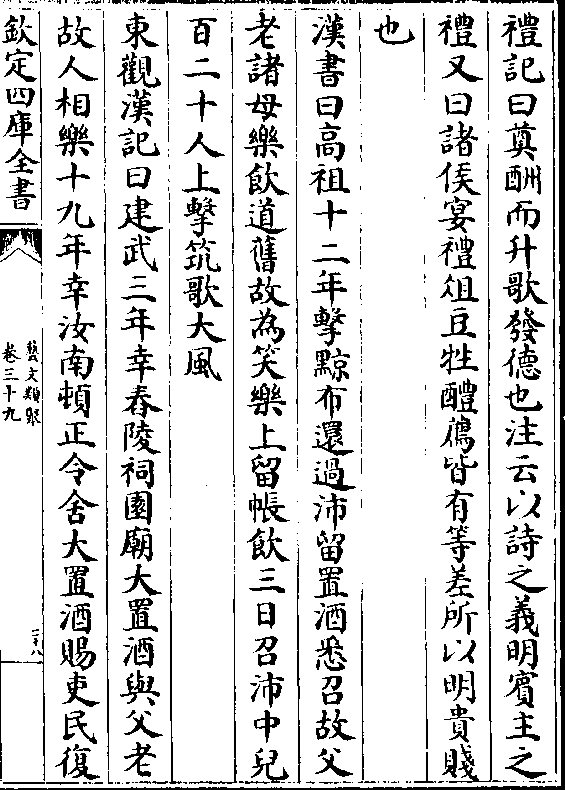 禮記曰奠酬而升歌發德也注云以詩之義明賓主之
禮又曰諸侯宴禮俎豆牲醴薦皆有等差所以明貴賤
也
漢書曰高祖十二年擊黥布還過沛留置酒悉召故父
老諸母樂飲道舊故為笑樂上留帳飲三日召沛中兒
百二十人上擊筑歌大風
東觀漢記曰建武三年幸舂陵祠園廟大置酒與父老
故人相樂十九年幸汝南頓正令舍大置酒賜吏民復
欽定四庫全書
藝文類聚
卷三十九
三十八